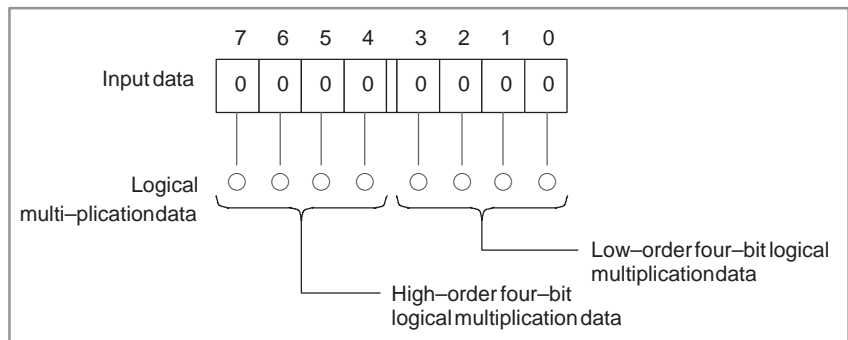 7 6 5 4 3 2 1 0
Input data 0 0 0 0 0 0 0 0
Logical
multi–plication data
Low–order four–bit logical
multiplication data
High–order four–bit
logical multiplication data